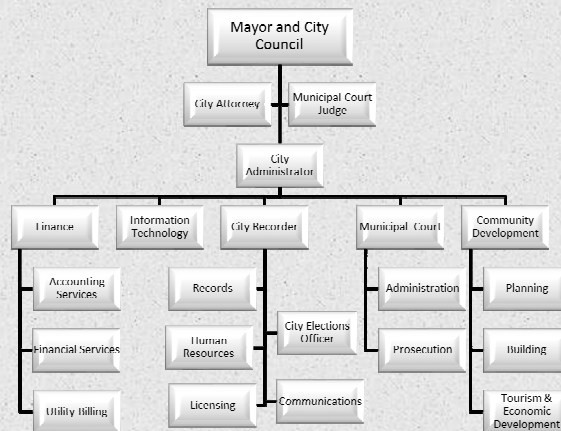 Mayor and City
Council
City Attorney
Municipal Court
Judge
City
Administrator
Finance
Information
Technology
City Recorder
Municipal Court
Community
Development
Accounting
Services
Records
Administration
Planning
Financial Services
Human
Resources
City Elections
Officer
Prosecution
Building
Utility Billing
Licensing
Communications
Tourism &
Economic
Development